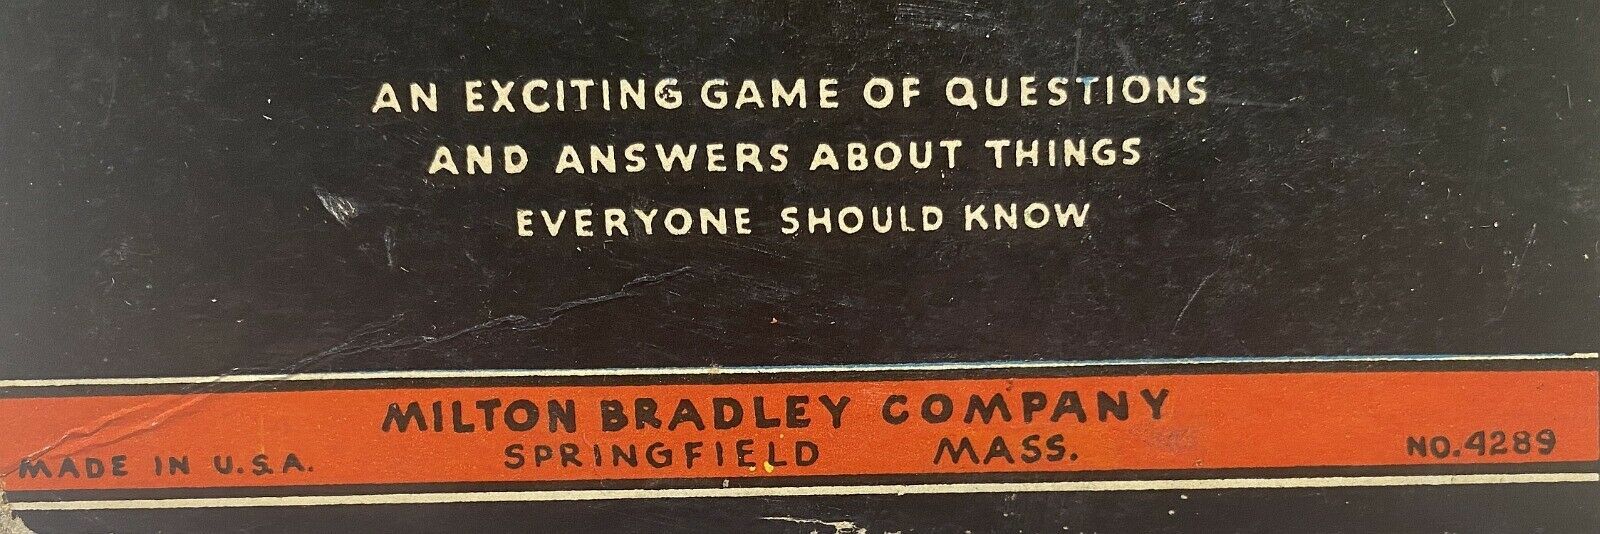 AN EXCITING GAME OF QUESTIONS
AND ANSWERS ABOUT THINGS
EVERYONE SHOULD KNOW
MILTON BRADLEY COMPANY
SPRINGFIELD MASS.
MADE IN U.S.A.
NO.4289